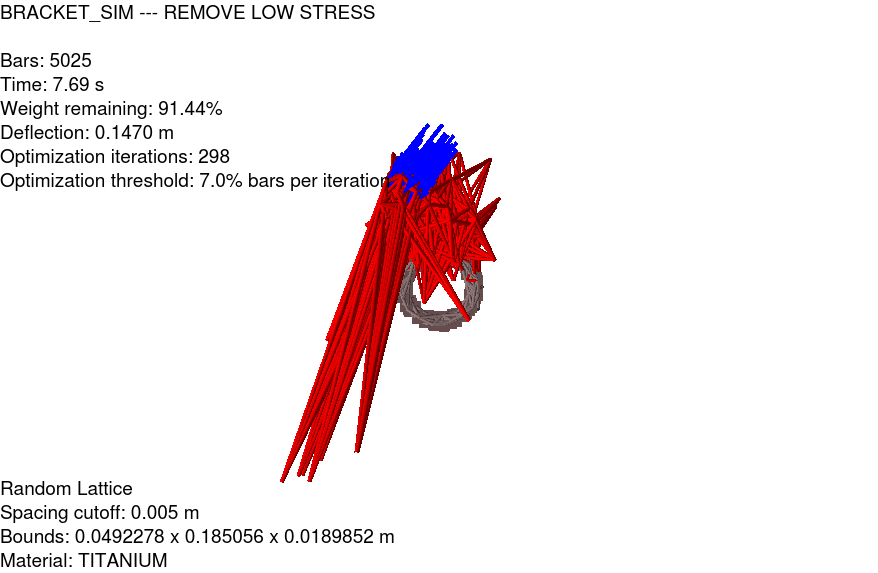 BRACKET_SIM --- REMOVE LOW STRESS
Bars: 5025
Time: 7.69 s
Weight remaining: 91.44%
Deflection: 0.1470 m
Optimization iterations: 298
Optimization threshold: 7.0% bars per iteration
Random Lattice
Spacing cutoff: 0.005 m
Bounds: 0.0492278 x 0.185056 x 0.0189852 m
Material: TITANIUM